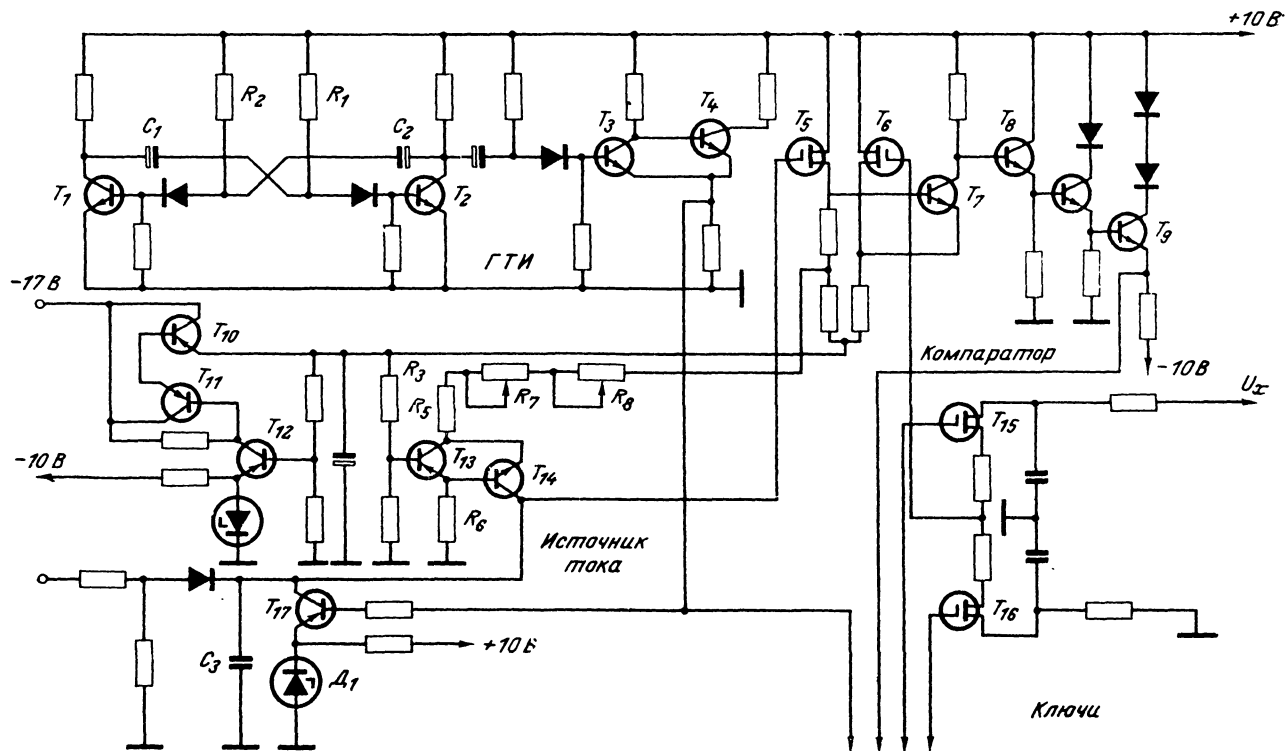 +10 В
R2
R1
C1
C2
T3
T4
T5
T6
T8
T1
T2
T7
T9
ГТИ
−17 В
T10
Компаратор
−10 В
T11
R3
R5
R7
R8
Uх
T12
T15
−10 В
T13
T14
R6
Источник
тока
T17
T16
+10 В
C3
Д1
Ключи